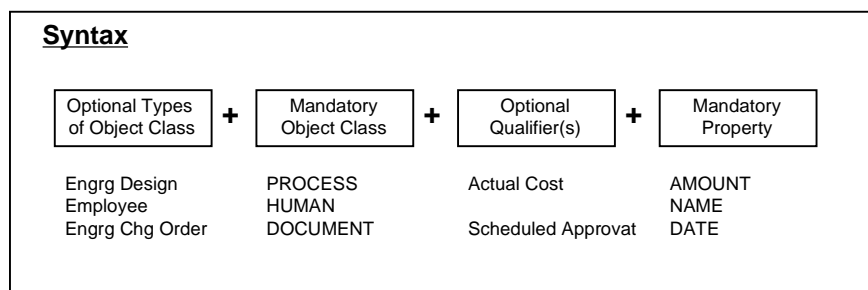 Syntax
Optional Types of Object Class + Mandatory Object Class + Optional Qualifier(s) + Mandatory Property
Engrg Design PROCESS Actual Cost AMOUNT
Employee HUMAN NAME
Engrg Chg Order DOCUMENT Scheduled Approvat DATE